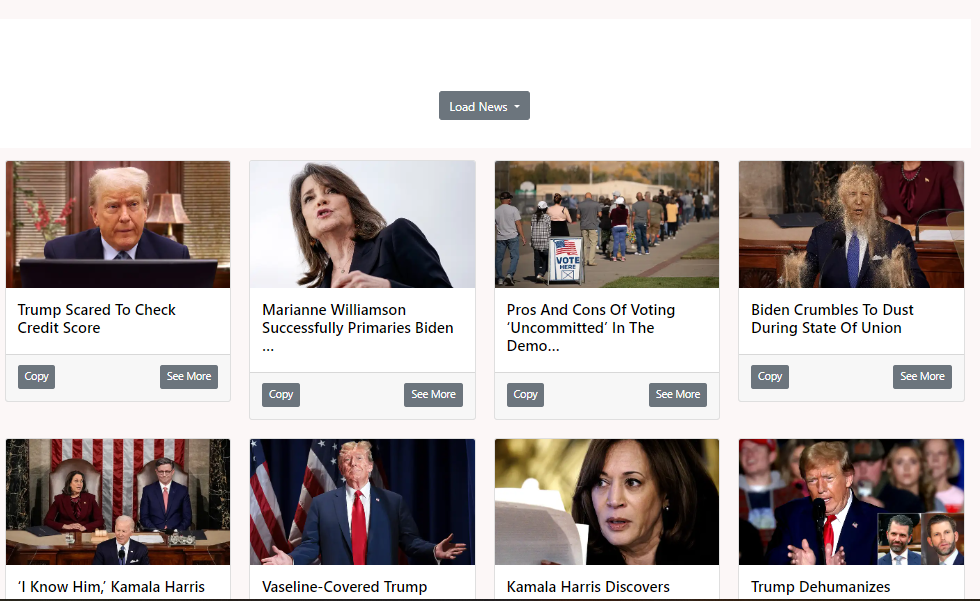 Load News
Trump Scared To Check
Credit Score
Copy
See More
Marianne Williamson
Successfully Primaries Biden
...
Copy
See More
VOTE
HERE
Pros And Cons Of Voting
‘Uncommitted’ In The
Demo...
Copy
See More
Biden Crumbles To Dust
During State Of Union
Copy
See More
‘I Know Him,’ Kamala Harris
Vaseline-Covered Trump
Kamala Harris Discovers
Trump Dehumanizes